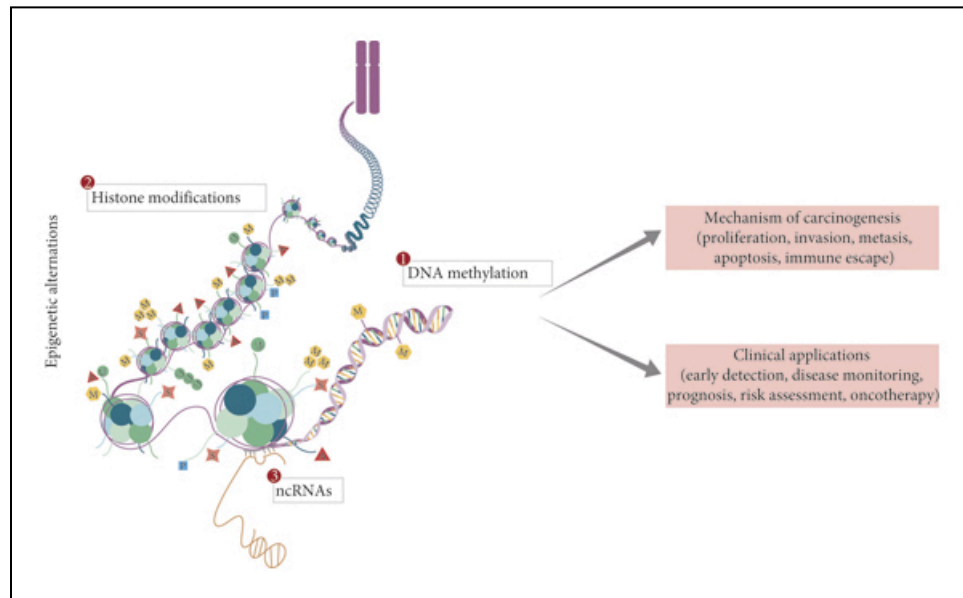 Epigenetic alternations
2
Histone modifications
1
DNA methylation
3
ncRNAs
Mechanism of carcinogenesis
(proliferation, invasion, metasis,
apoptosis, immune escape)
Clinical applications
(early detection, disease monitoring,
prognosis, risk assessment, oncotherapy)
M
M
M
M
M
P
P
M
M
M
M
M
M
M
M
M
M
P